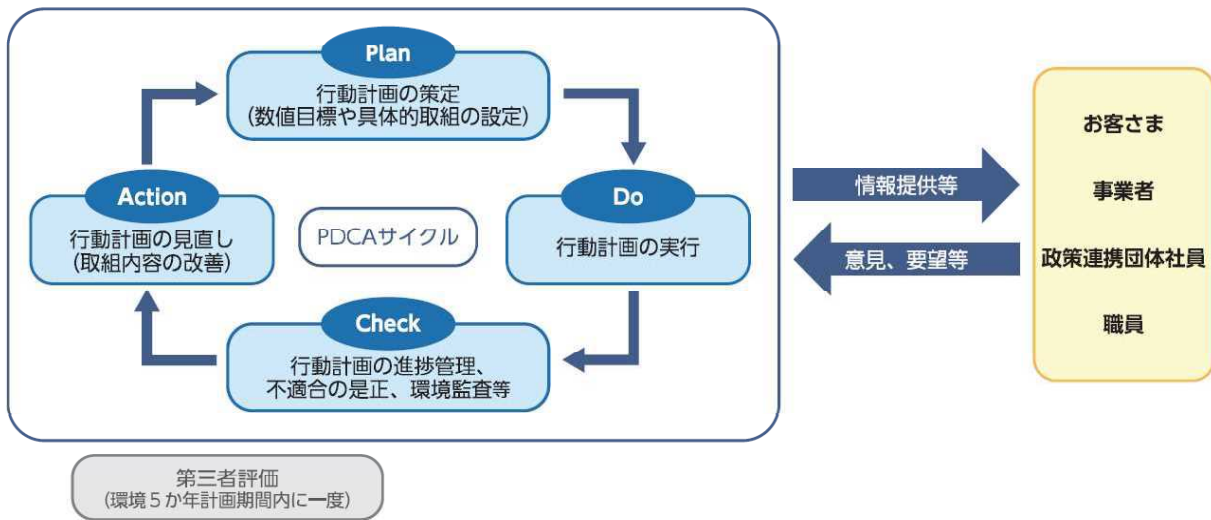 Plan
行動計画の策定
(数値目標や具体的取組の設定)
Action
行動計画の見直し
(取組内容の改善)
PDCAサイクル
Do
行動計画の実行
Check
行動計画の進捗管理、
不適合の是正、環境監査等
情報提供等
意見、要望等
お客さま
事業者
政策連携団体社員
職員
第三者評価
(環境5か年計画期間内に一度)